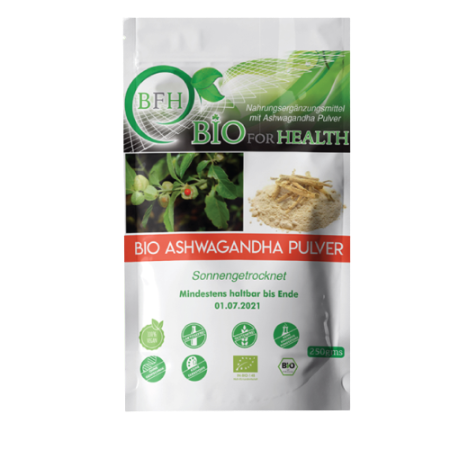 BFH
Nahrungsergänzungsmittel
mit Ashwagandha Pulver
BIO FOR HEALTH
BIO ASHWAGANDHA PULVER
Sonnengetrocknet
Mindestens haltbar bis Ende
01.07.2021
250gms
BIO